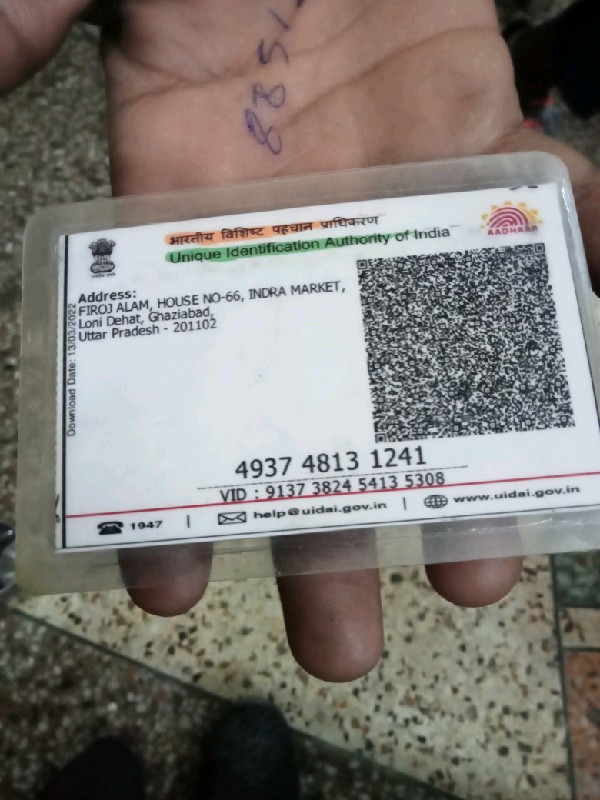 8851
भारतीय विशिष्ट पहचान प्राधिकरण
Unique Identification Authority of India
AADHAAR
Address:
FIROJ ALAM, HOUSE NO-66, INDRA MARKET,
Loni Dehat, Ghaziabad,
Uttar Pradesh - 201102
Download Date: 13/03/2022
4937 4813 1241
VID : 9137 3824 5413 5308
1947 | help@uidai.gov.in | www.uidai.gov.in